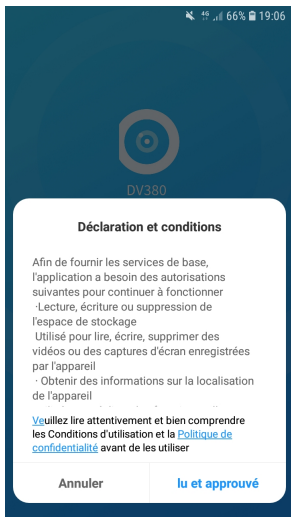 4G 66% 19:06
DV380
Déclaration et conditions
Afin de fournir les services de base,
l'application a besoin des autorisations
suivantes pour continuer à fonctionner
·Lecture, écriture ou suppression de
l'espace de stockage
Utilisé pour lire, écrire, supprimer des
vidéos ou des captures d'écran enregistrées
par l'appareil
· Obtenir des informations sur la localisation
de l'appareil
Veuillez lire attentivement et bien comprendre
les Conditions d'utilisation et la Politique de
confidentialité avant de les utiliser
Annuler
lu et approuvé